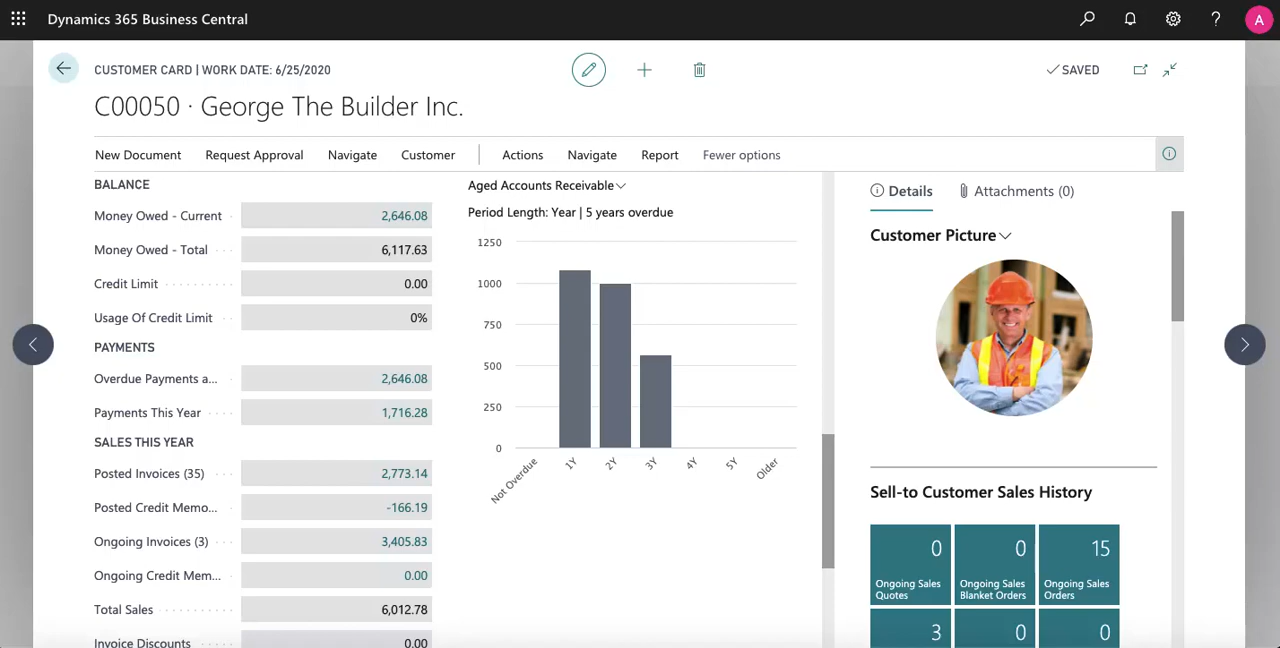 Dynamics 365 Business Central
?
A
CUSTOMER CARD | WORK DATE: 6/25/2020
SAVED
C00050 · George The Builder Inc.
New Document Request Approval Navigate Customer Actions Navigate Report Fewer options
BALANCE
Money Owed - Current 2,646.08
Money Owed - Total 6,117.63
Credit Limit 0.00
Usage Of Credit Limit 0%
PAYMENTS
Overdue Payments a... 2,646.08
Payments This Year 1,716.28
SALES THIS YEAR
Posted Invoices (35) 2,773.14
Posted Credit Memo... -166.19
Ongoing Invoices (3) 3,405.83
Ongoing Credit Mem... 0.00
Total Sales 6,012.78
Invoice Discounts 0.00
Aged Accounts Receivable
Period Length: Year | 5 years overdue
1250
1000
750
500
250
0
Not Overdue 1Y 2Y 3Y 4Y 5Y Older
Details Attachments (0)
Customer Picture
Sell-to Customer Sales History
0 0 15
Ongoing Sales Quotes
Ongoing Sales Blanket Orders
Ongoing Sales Orders
3 0 0